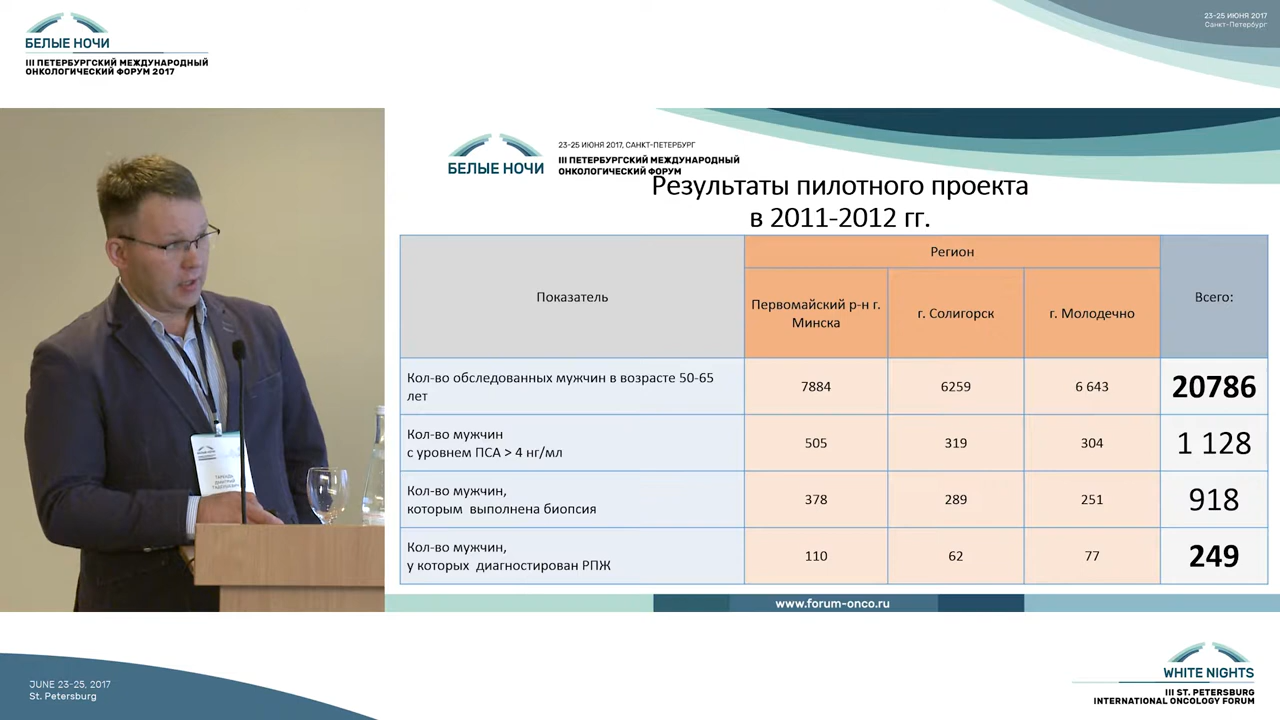 БЕЛЫЕ НОЧИ
III ПЕТЕРБУРГСКИЙ МЕЖДУНАРОДНЫЙ
ОНКОЛОГИЧЕСКИЙ ФОРУМ 2017
23-25 ИЮНЯ 2017
Санкт-Петербург
БЕЛЫЕ НОЧИ
23-25 ИЮНЯ 2017, САНКТ-ПЕТЕРБУРГ
III ПЕТЕРБУРГСКИЙ МЕЖДУНАРОДНЫЙ
ОНКОЛОГИЧЕСКИЙ ФОРУМ
Результаты пилотного проекта
в 2011-2012 гг.
Показатель
Регион
Всего:
Первомайский р-н г.
Минска
г. Солигорск
г. Молодечно
Кол-во обследованных мужчин в возрасте 50-65
лет
7884
6259
6 643
20786
Кол-во мужчин
с уровнем ПСА > 4 нг/мл
505
319
304
1 128
Кол-во мужчин,
которым выполнена биопсия
378
289
251
918
Кол-во мужчин,
у которых диагностирован РПЖ
110
62
77
249
www.forum-onco.ru
JUNE 23-25, 2017
St. Petersburg
WHITE NIGHTS
III ST. PETERSBURG
INTERNATIONAL ONCOLOGY FORUM